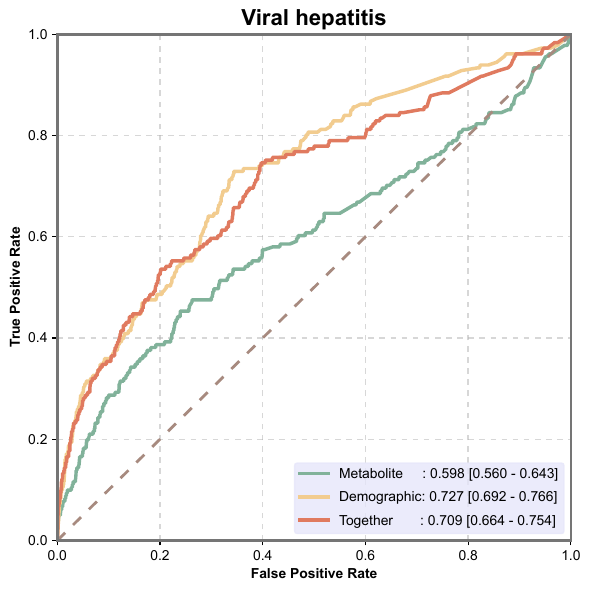 Viral hepatitis
1.0
0.8
0.6
0.4
0.2
0.0
True Positive Rate
Metabolite : 0.598 [0.560 - 0.643]
Demographic: 0.727 [0.692 - 0.766]
Together : 0.709 [0.664 - 0.754]
0.0 0.2 0.4 0.6 0.8 1.0
False Positive Rate